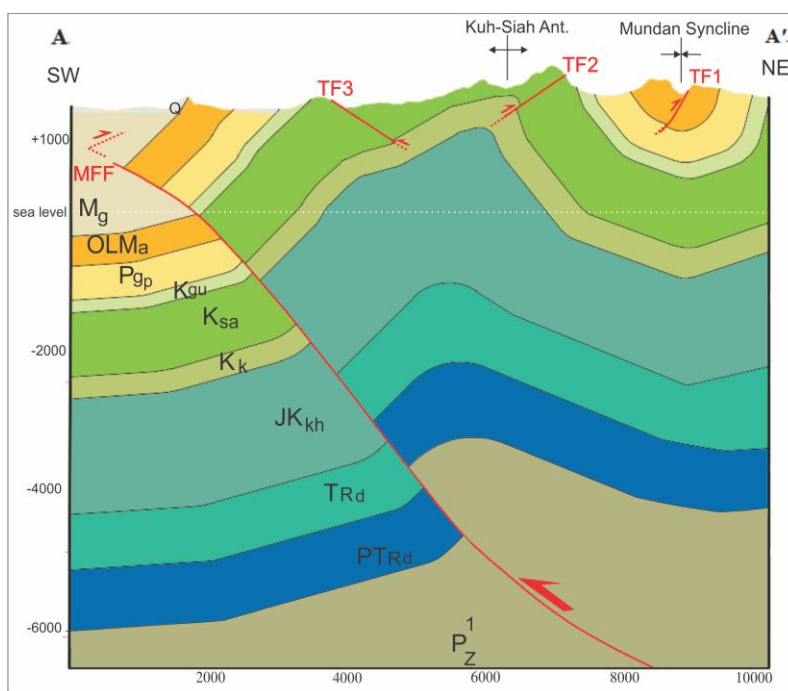 A
Kuh-Siah Ant.
Mundan Syncline
A'
SW
NE
Q
TF3
TF2
TF1
+1000
MFF
sea level
Mg
OLMa
Pgp
Kgu
Ksa
-2000
Kk
JKkh
-4000
TRd
PTRd
-6000
PZ1
2000
4000
6000
8000
10000